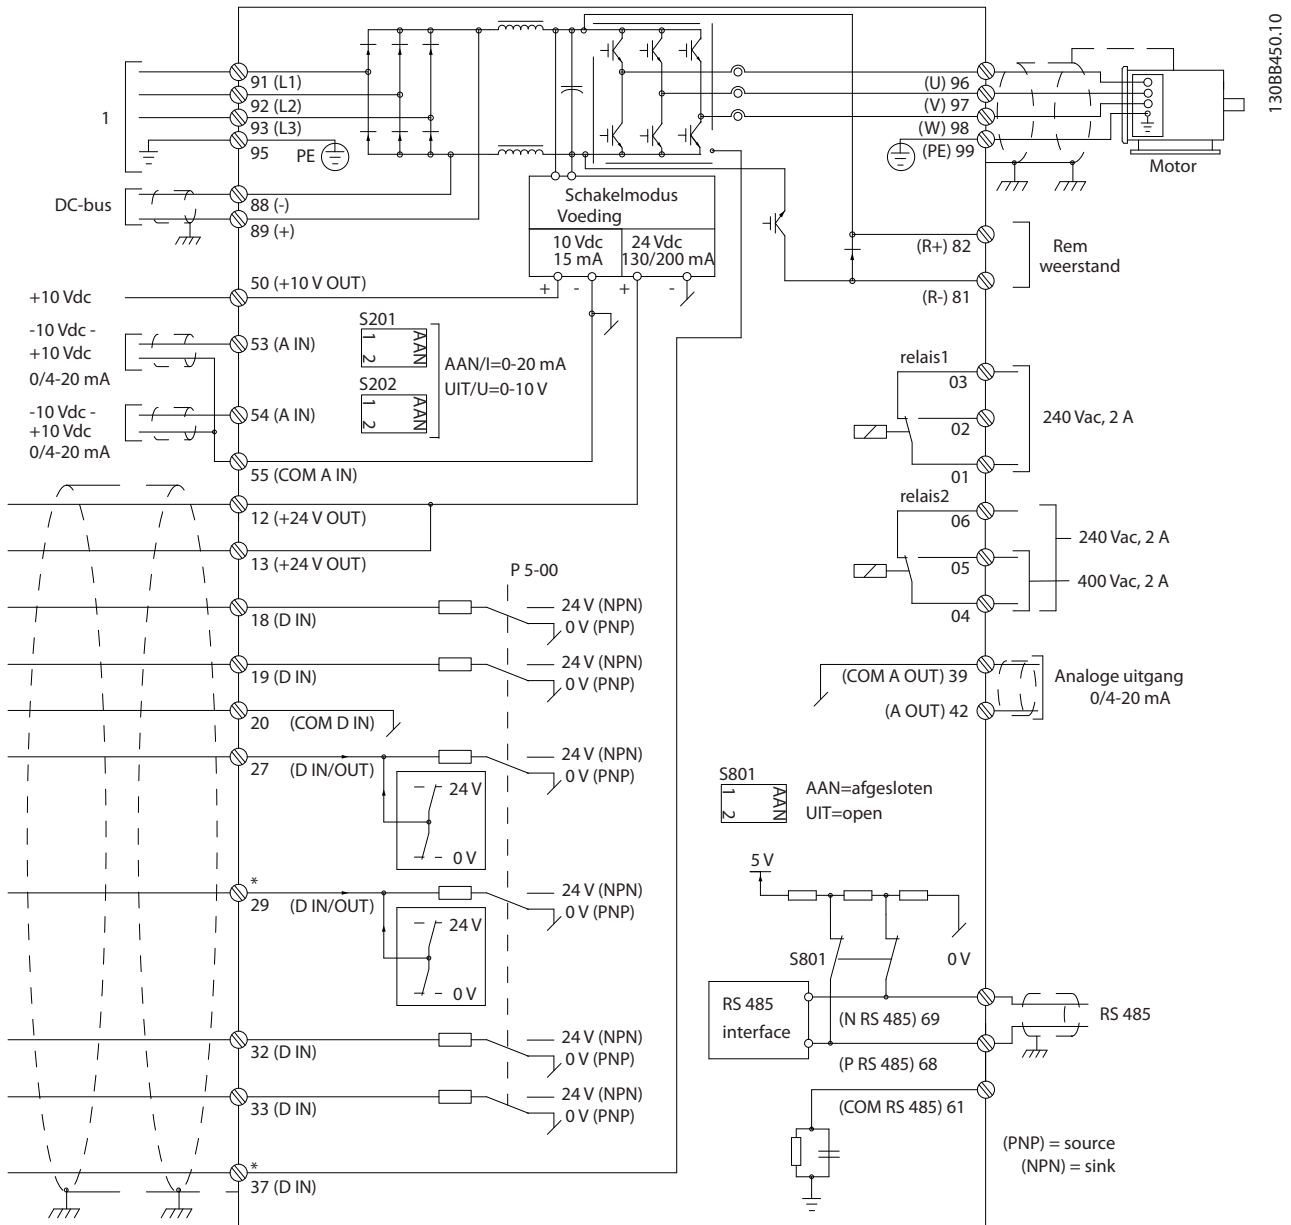 130BB450.10
1
91 (L1)
92 (L2)
93 (L3)
95
PE
DC-bus
88 (-)
89 (+)
Schakelmodus
Voeding
10 Vdc
15 mA
24 Vdc
130/200 mA
+
-
+
-
(U) 96
(V) 97
(W) 98
(PE) 99
Motor
(R+) 82
(R-) 81
Rem
weerstand
+10 Vdc
50 (+10 V OUT)
-10 Vdc -
+10 Vdc
0/4-20 mA
53 (A IN)
-10 Vdc -
+10 Vdc
0/4-20 mA
54 (A IN)
55 (COM A IN)
S201
1
2
AAN
S202
1
2
AAN
AAN/I=0-20 mA
UIT/U=0-10 V
relais1
03
02
01
240 Vac, 2 A
relais2
06
05
04
240 Vac, 2 A
400 Vac, 2 A
12 (+24 V OUT)
13 (+24 V OUT)
P 5-00
18 (D IN)
24 V (NPN)
0 V (PNP)
19 (D IN)
24 V (NPN)
0 V (PNP)
20 (COM D IN)
27 (D IN/OUT)
24 V (NPN)
0 V (PNP)
24 V
0 V
*
29 (D IN/OUT)
24 V (NPN)
0 V (PNP)
24 V
0 V
32 (D IN)
24 V (NPN)
0 V (PNP)
33 (D IN)
24 V (NPN)
0 V (PNP)
*
37 (D IN)
(COM A OUT) 39
(A OUT) 42
Analoge uitgang
0/4-20 mA
S801
1
2
AAN
AAN=afgesloten
UIT=open
5 V
S801
0 V
RS 485
interface
(N RS 485) 69
(P RS 485) 68
RS 485
(COM RS 485) 61
(PNP) = source
(NPN) = sink